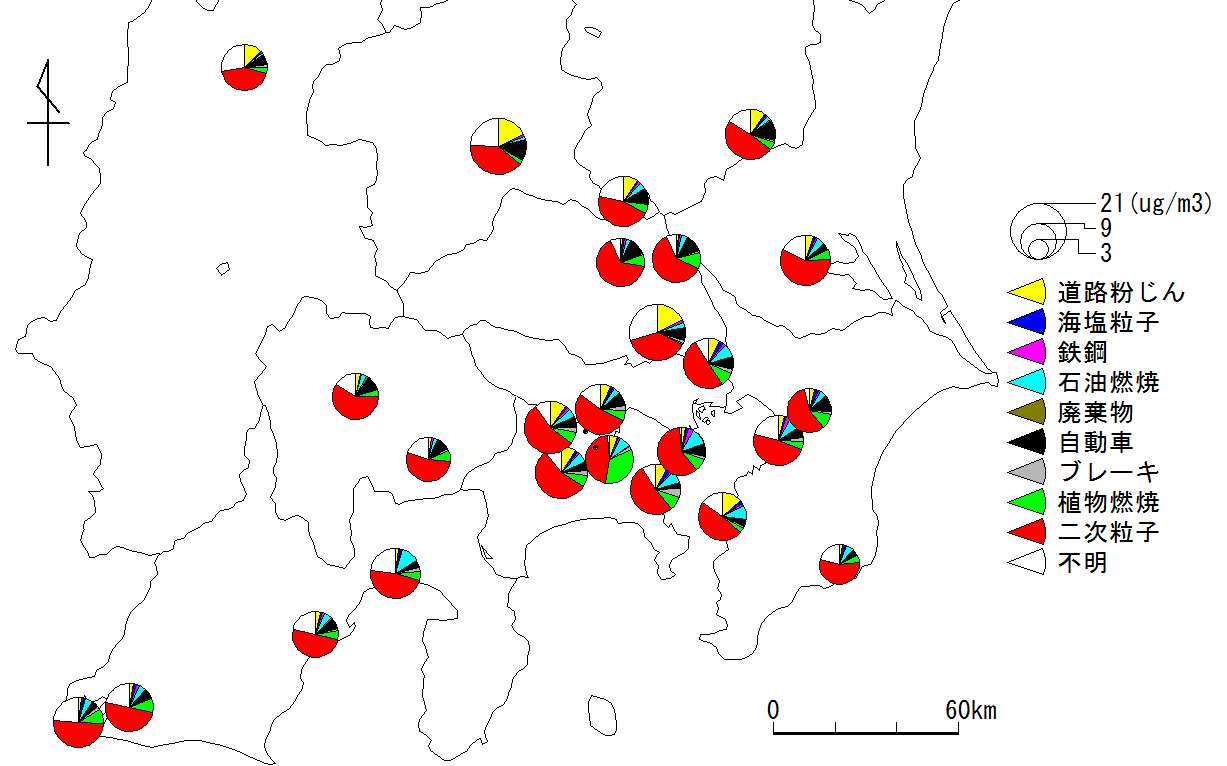 21(ug/m3)
9
3
道路粉じん
海塩粒子
鉄鋼
石油燃焼
廃棄物
自動車
ブレーキ
植物燃焼
二次粒子
不明
0 60km